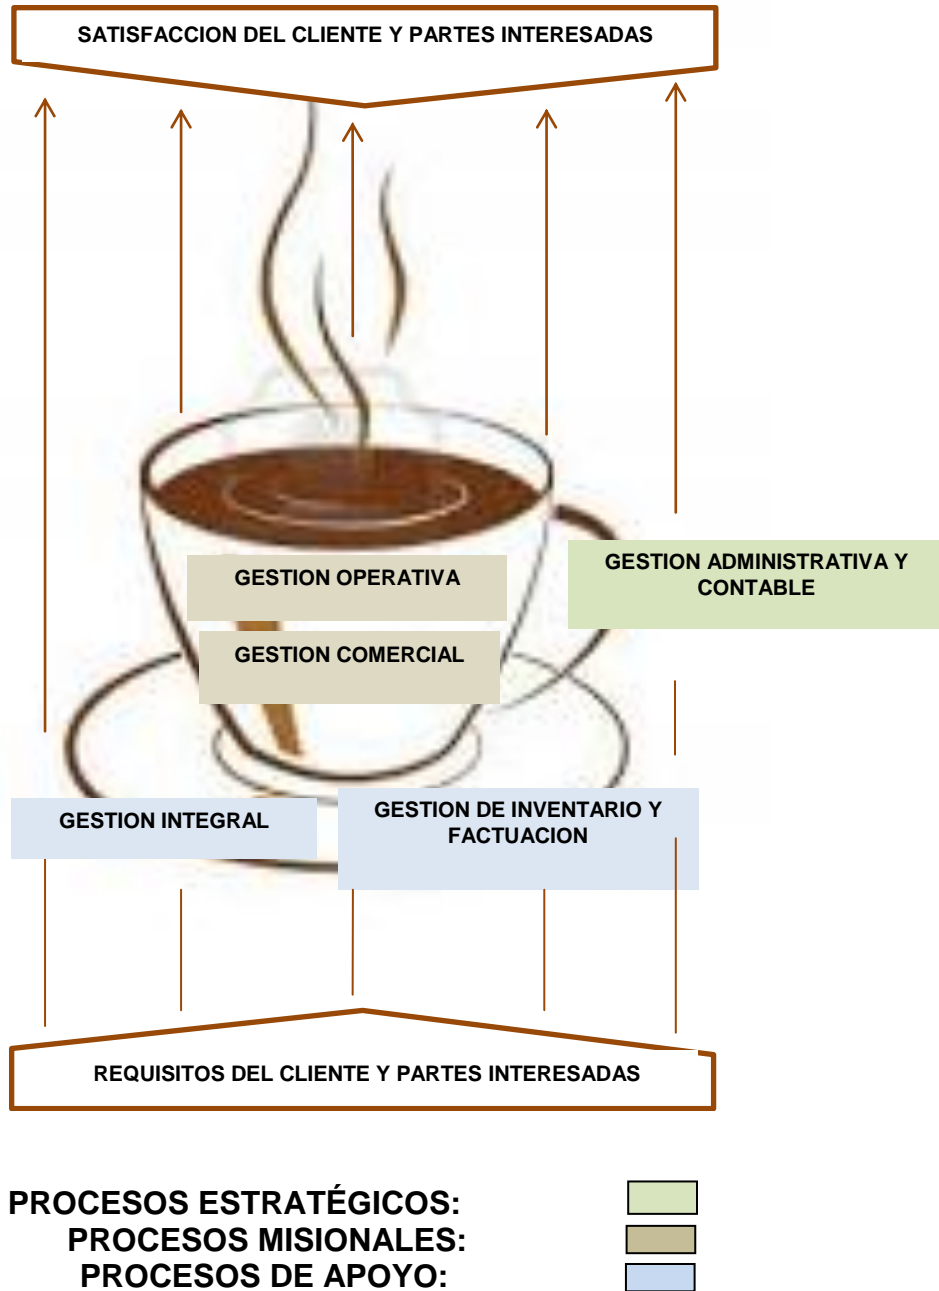 SATISFACCION DEL CLIENTE Y PARTES INTERESADAS
GESTION OPERATIVA
GESTION ADMINISTRATIVA Y
CONTABLE
GESTION COMERCIAL
GESTION INTEGRAL
GESTION DE INVENTARIO Y
FACTUACION
REQUISITOS DEL CLIENTE Y PARTES INTERESADAS
PROCESOS ESTRATÉGICOS:
PROCESOS MISIONALES:
PROCESOS DE APOYO: